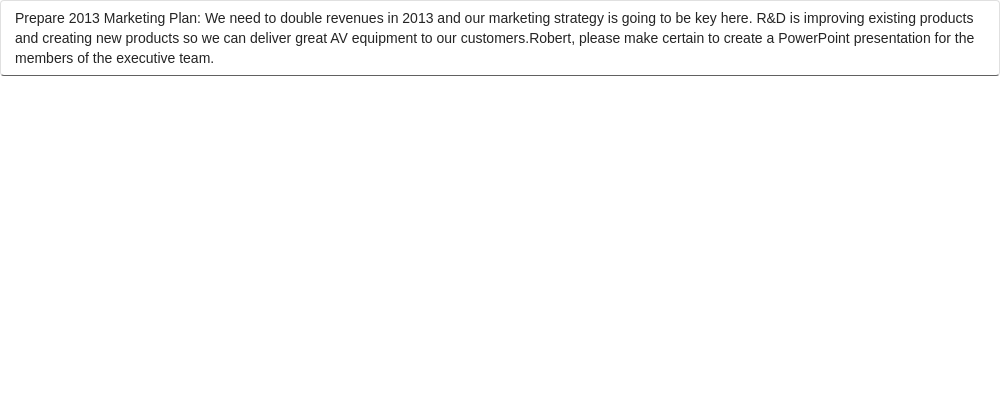 Prepare 2013 Marketing Plan: We need to double revenues in 2013 and our marketing strategy is going to be key here. R&D is improving existing products
and creating new products so we can deliver great AV equipment to our customers.Robert, please make certain to create a PowerPoint presentation for the
members of the executive team.